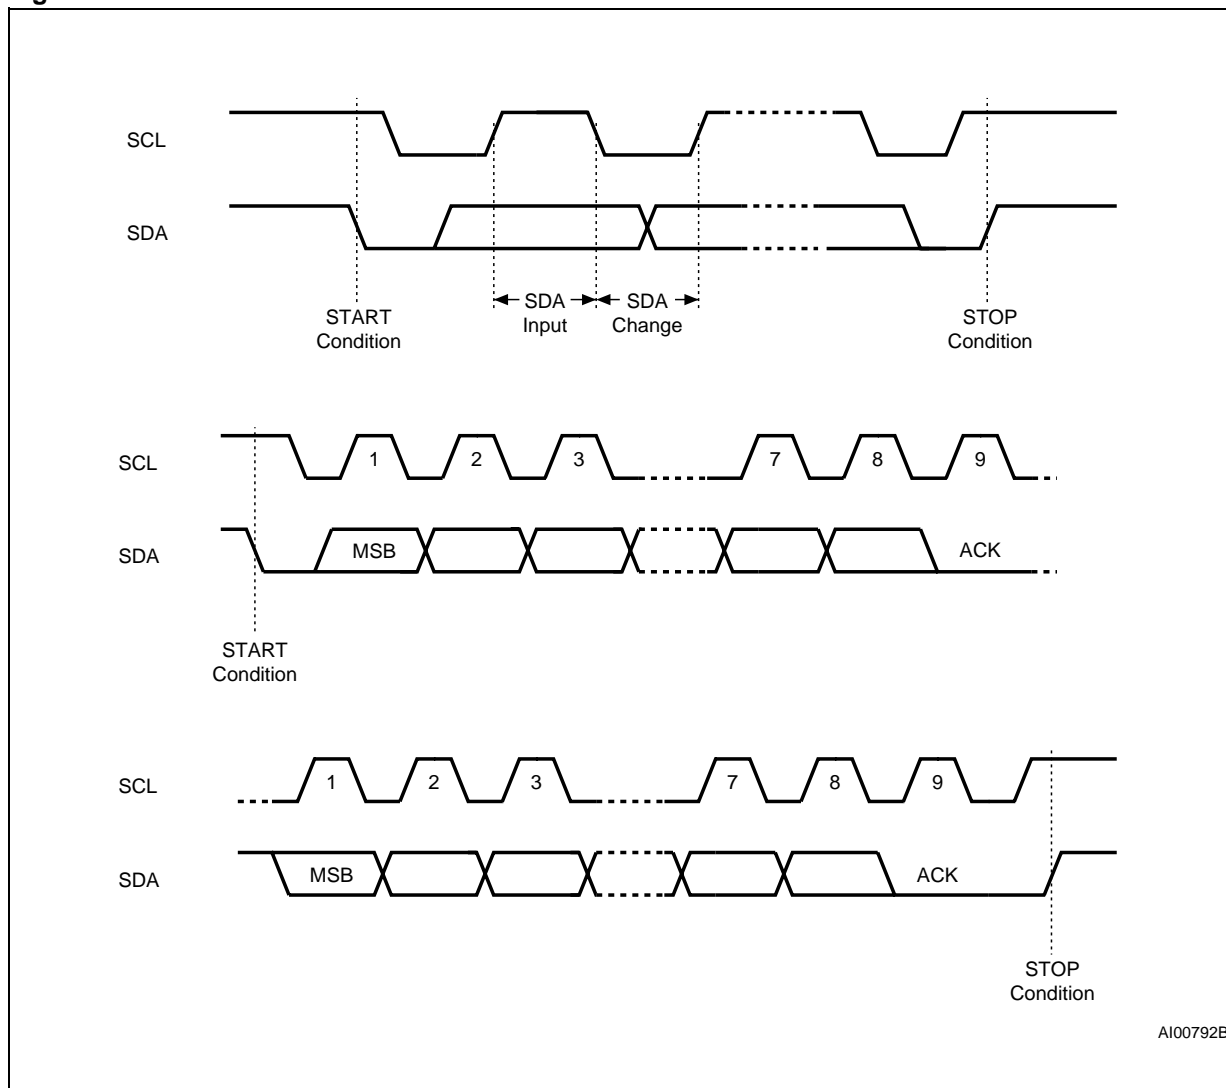 SCL
SDA
SDA
Input
SDA
Change
START
Condition
STOP
Condition
SCL
1
2
3
7
8
9
SDA
MSB
ACK
START
Condition
SCL
1
2
3
7
8
9
SDA
MSB
ACK
STOP
Condition
AI00792B